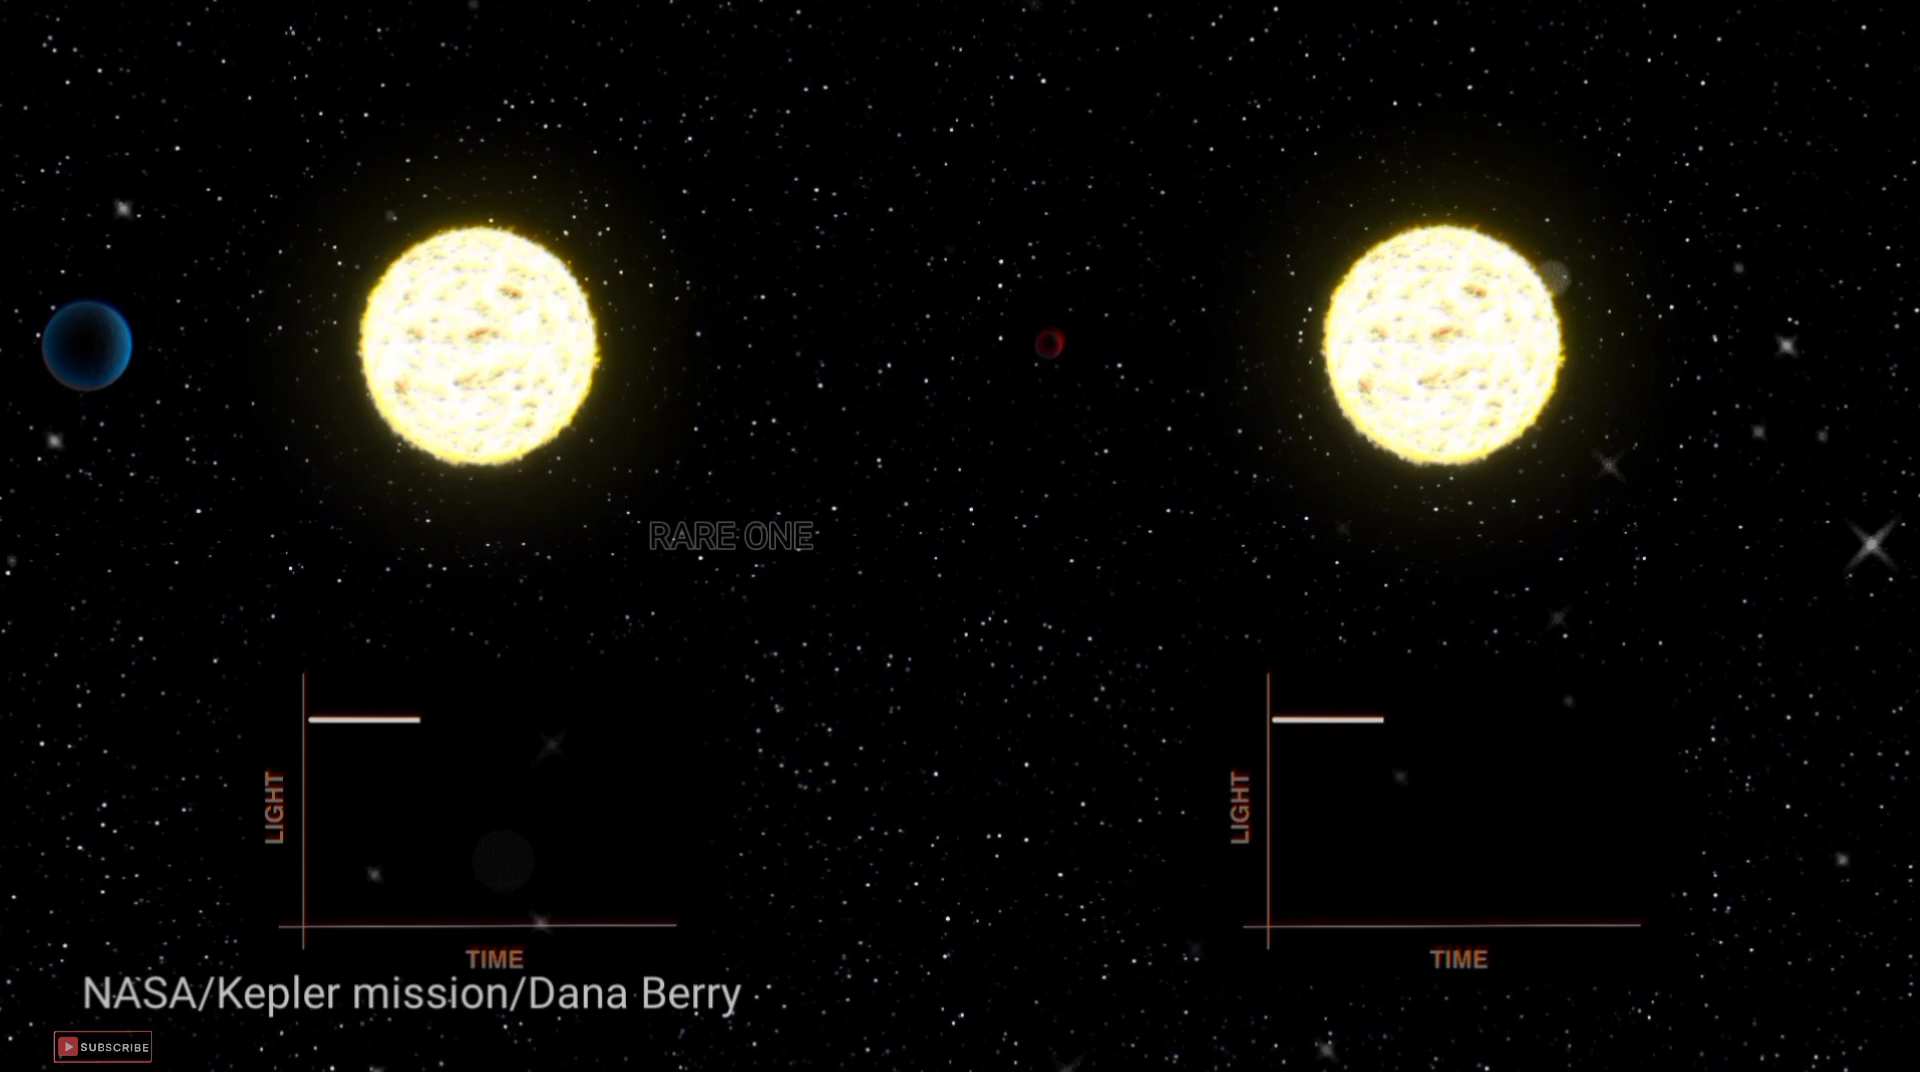 RARE ONE
LIGHT
LIGHT
TIME
TIME
NASA/Kepler mission/Dana Berry
SUBSCRIBE